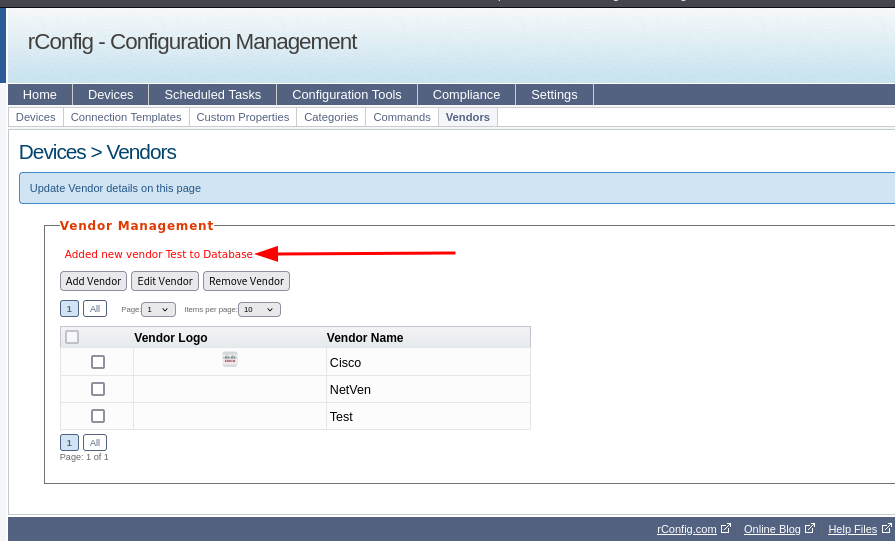 rConfig - Configuration Management
Home Devices Scheduled Tasks Configuration Tools Compliance Settings
Devices Connection Templates Custom Properties Categories Commands Vendors
Devices > Vendors
Update Vendor details on this page
Vendor Management
Added new vendor Test to Database
Add Vendor Edit Vendor Remove Vendor
1 All Page: 1 Items per page: 10
Vendor Logo Vendor Name
Cisco
NetVen
Test
1 All
Page: 1 of 1
rConfig.com Online Blog Help Files